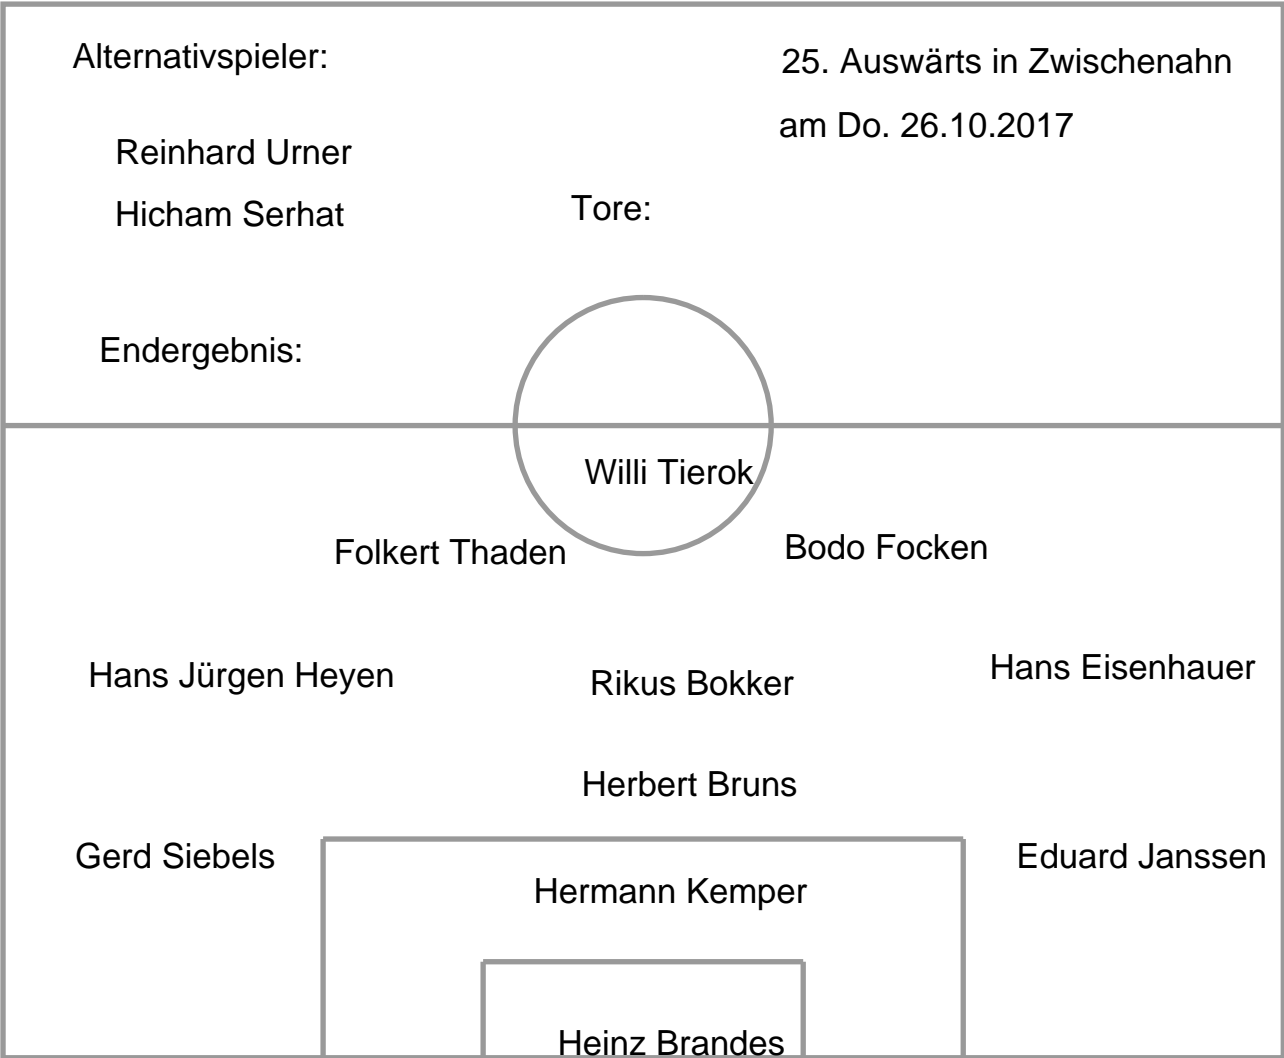 Alternativspieler:
25. Auswärts in Zwischenahn
am Do. 26.10.2017
Reinhard Urner
Hicham Serhat
Tore:
Endergebnis:
Willi Tierok
Folkert Thaden
Bodo Focken
Hans Jürgen Heyen
Rikus Bokker
Hans Eisenhauer
Herbert Bruns
Gerd Siebels
Eduard Janssen
Hermann Kemper
Heinz Brandes